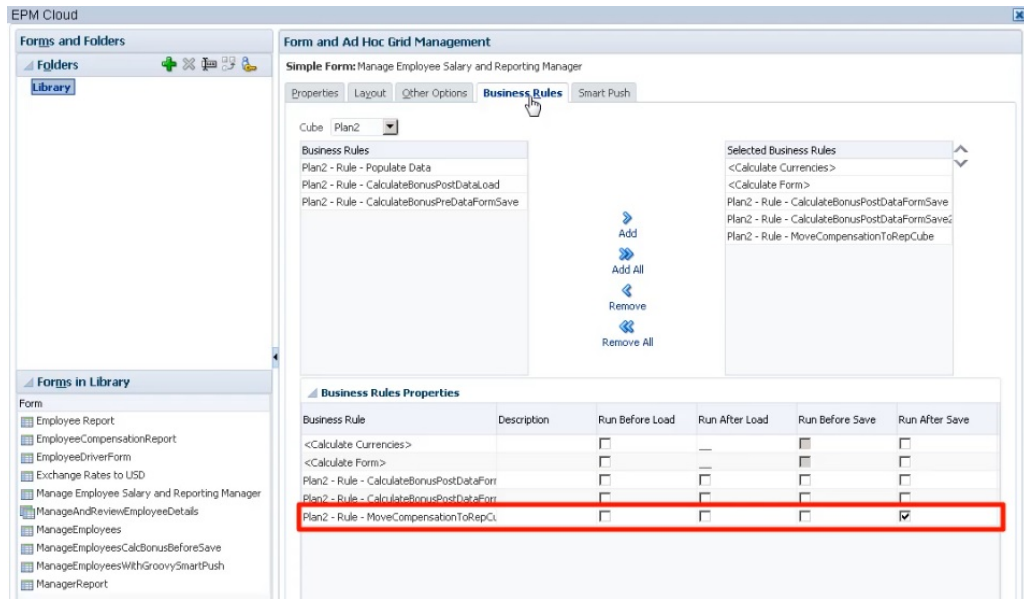 EPM Cloud
Forms and Folders
Folders
Library
Forms in Library
Form
Employee Report
EmployeeCompensationReport
EmployeeDriverForm
Exchange Rates to USD
Manage Employee Salary and Reporting Manager
ManageAndReviewEmployeeDetails
ManageEmployees
ManageEmployeesCalcBonusBeforeSave
ManageEmployeesWithGroovySmartPush
ManagerReport
Form and Ad Hoc Grid Management
Simple Form: Manage Employee Salary and Reporting Manager
Properties Layout Other Options Business Rules Smart Push
Cube Plan2
Business Rules
Plan2 - Rule - Populate Data
Plan2 - Rule - CalculateBonusPostDataLoad
Plan2 - Rule - CalculateBonusPreDataFormSave
Add
Add All
Remove
Remove All
Selected Business Rules
<Calculate Currencies>
<Calculate Form>
Plan2 - Rule - CalculateBonusPostDataFormSave
Plan2 - Rule - CalculateBonusPostDataFormSave2
Plan2 - Rule - MoveCompensationToRepCube
Business Rules Properties
Business Rule Description Run Before Load Run After Load Run Before Save Run After Save
<Calculate Currencies>
<Calculate Form>
Plan2 - Rule - CalculateBonusPostDataForr
Plan2 - Rule - CalculateBonusPostDataForr
Plan2 - Rule - MoveCompensationToRepCu